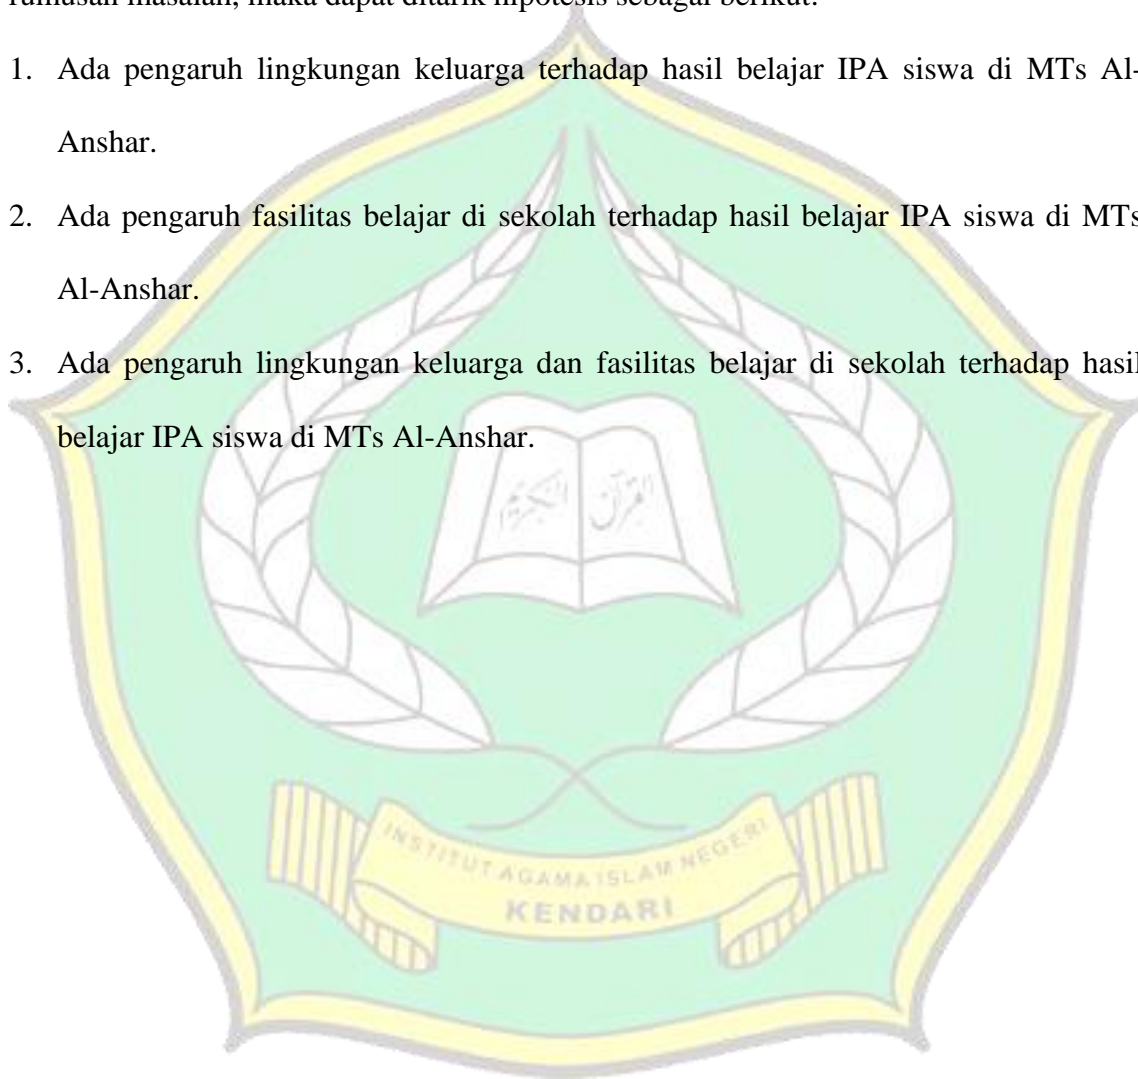 rumusan masalah, maka dapat ditarik hipotesis sebagai berikut:
1. Ada pengaruh lingkungan keluarga terhadap hasil belajar IPA siswa di MTs Al-
Anshar.
2. Ada pengaruh fasilitas belajar di sekolah terhadap hasil belajar IPA siswa di MTs
Al-Anshar.
3. Ada pengaruh lingkungan keluarga dan fasilitas belajar di sekolah terhadap hasil
belajar IPA siswa di MTs Al-Anshar.
القرآن الكريم
INSTITUT AGAMA ISLAM NEGERI
KENDARI